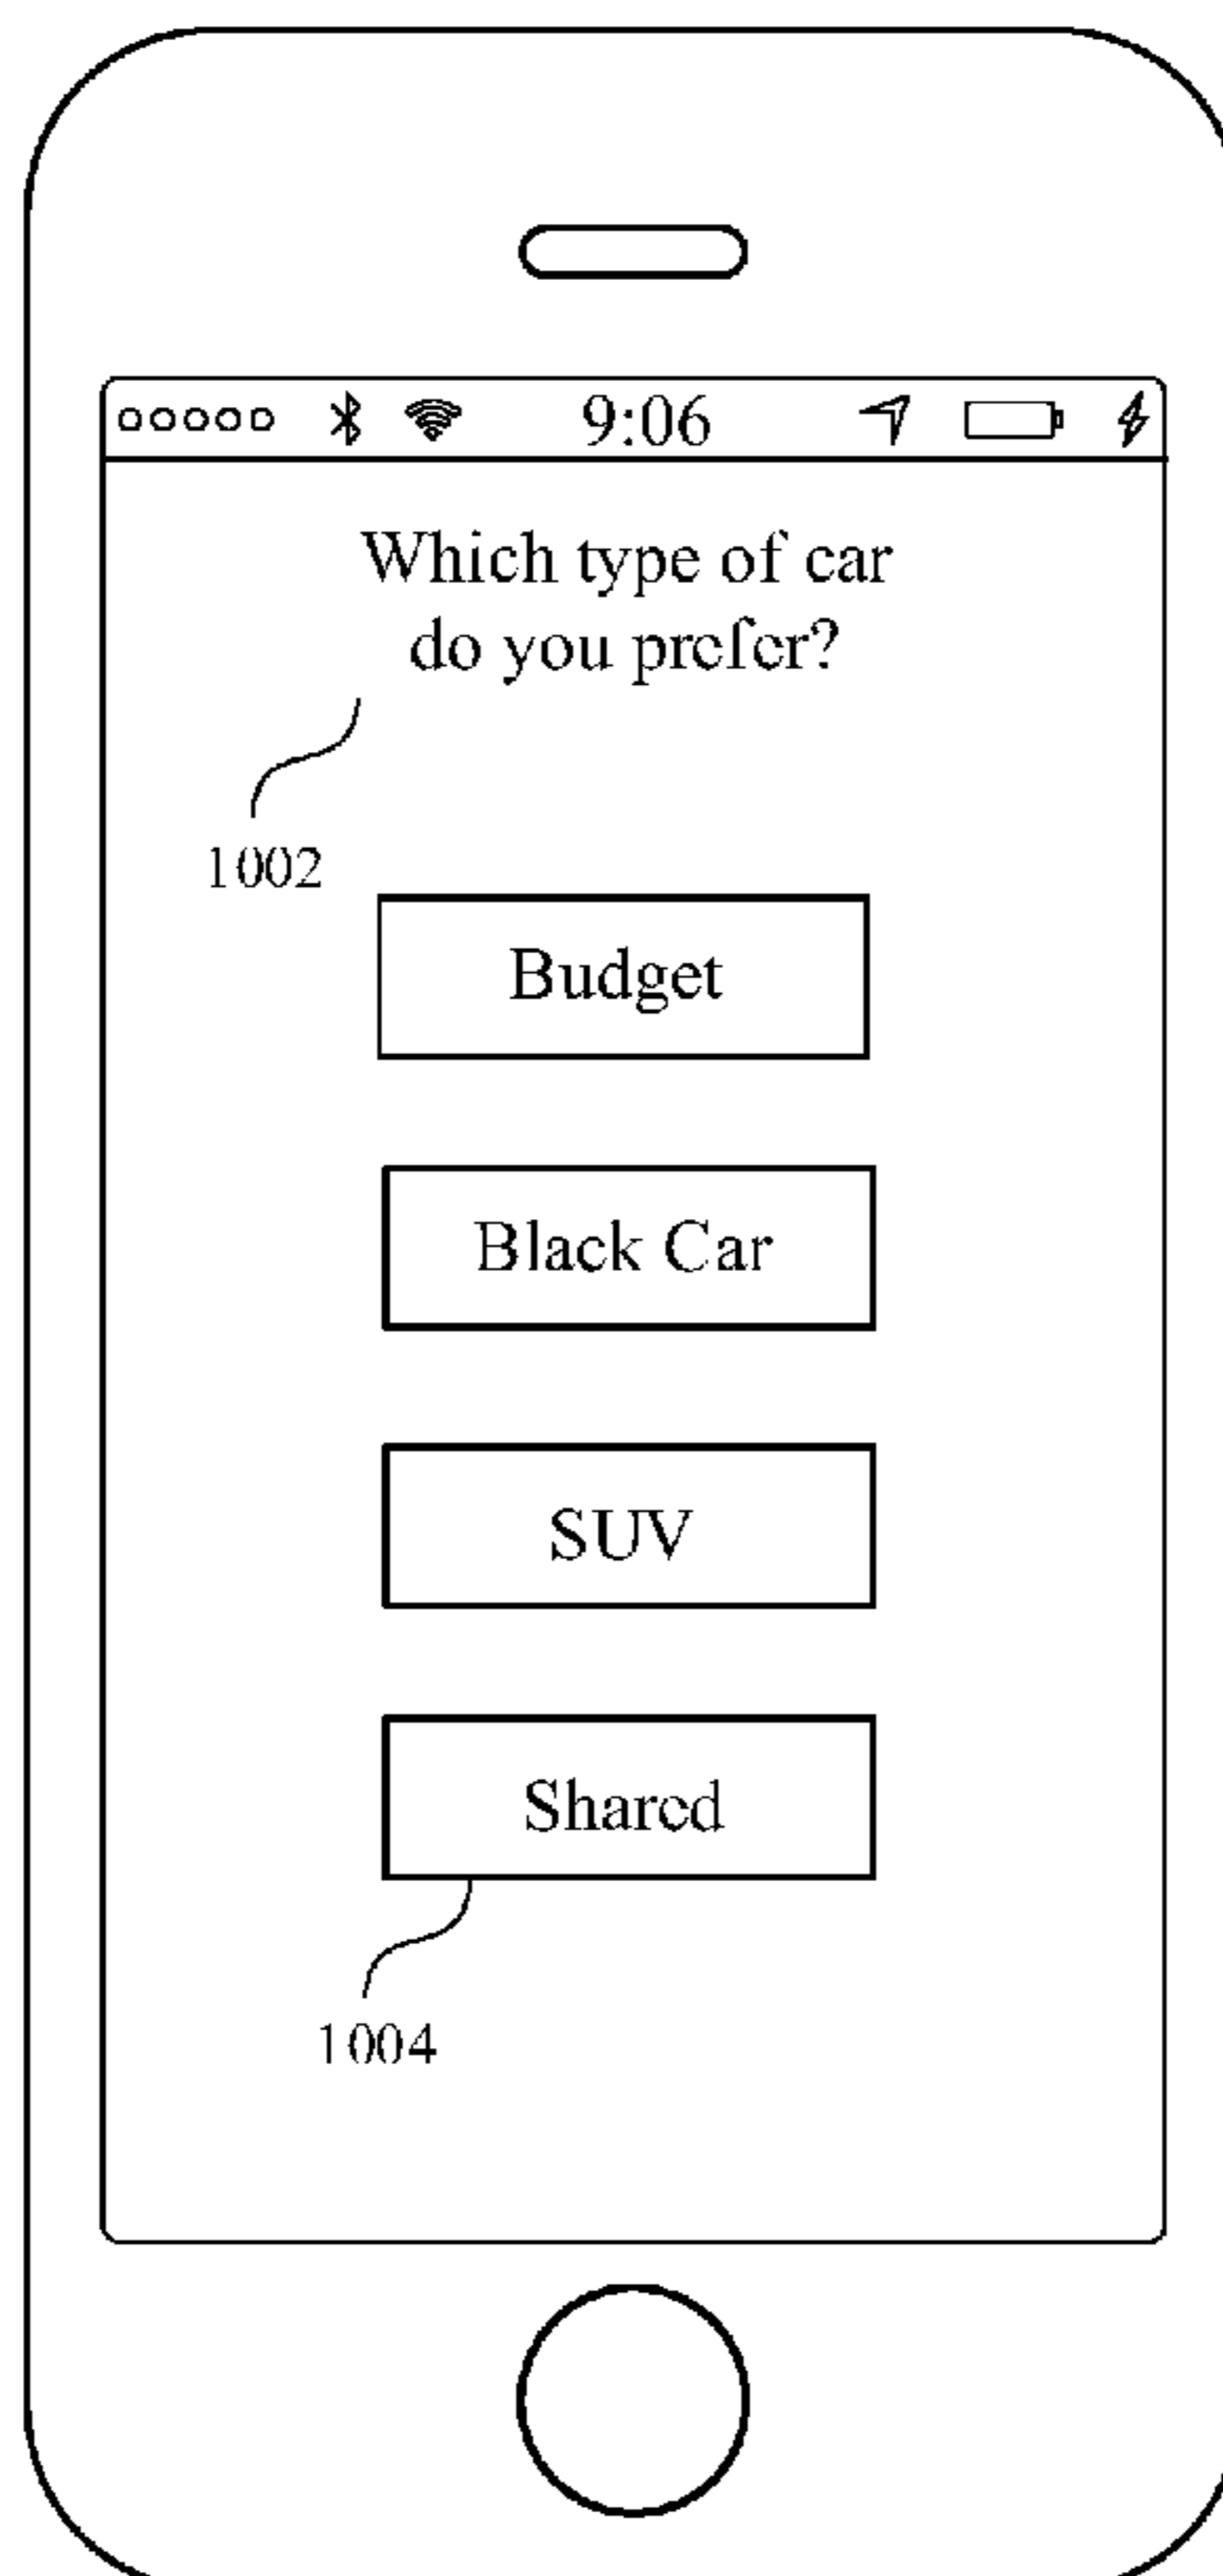 9:06
Which type of car
do you prefer?
1002
Budget
Black Car
SUV
Shared
1004